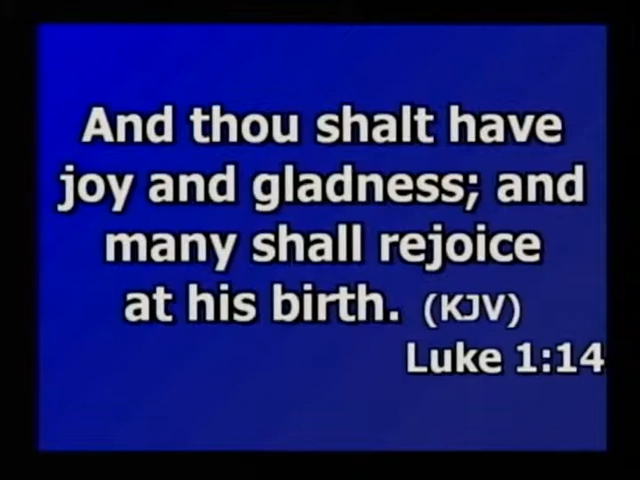 And thou shalt have
joy and gladness; and
many shall rejoice
at his birth. (KJV)
Luke 1:14